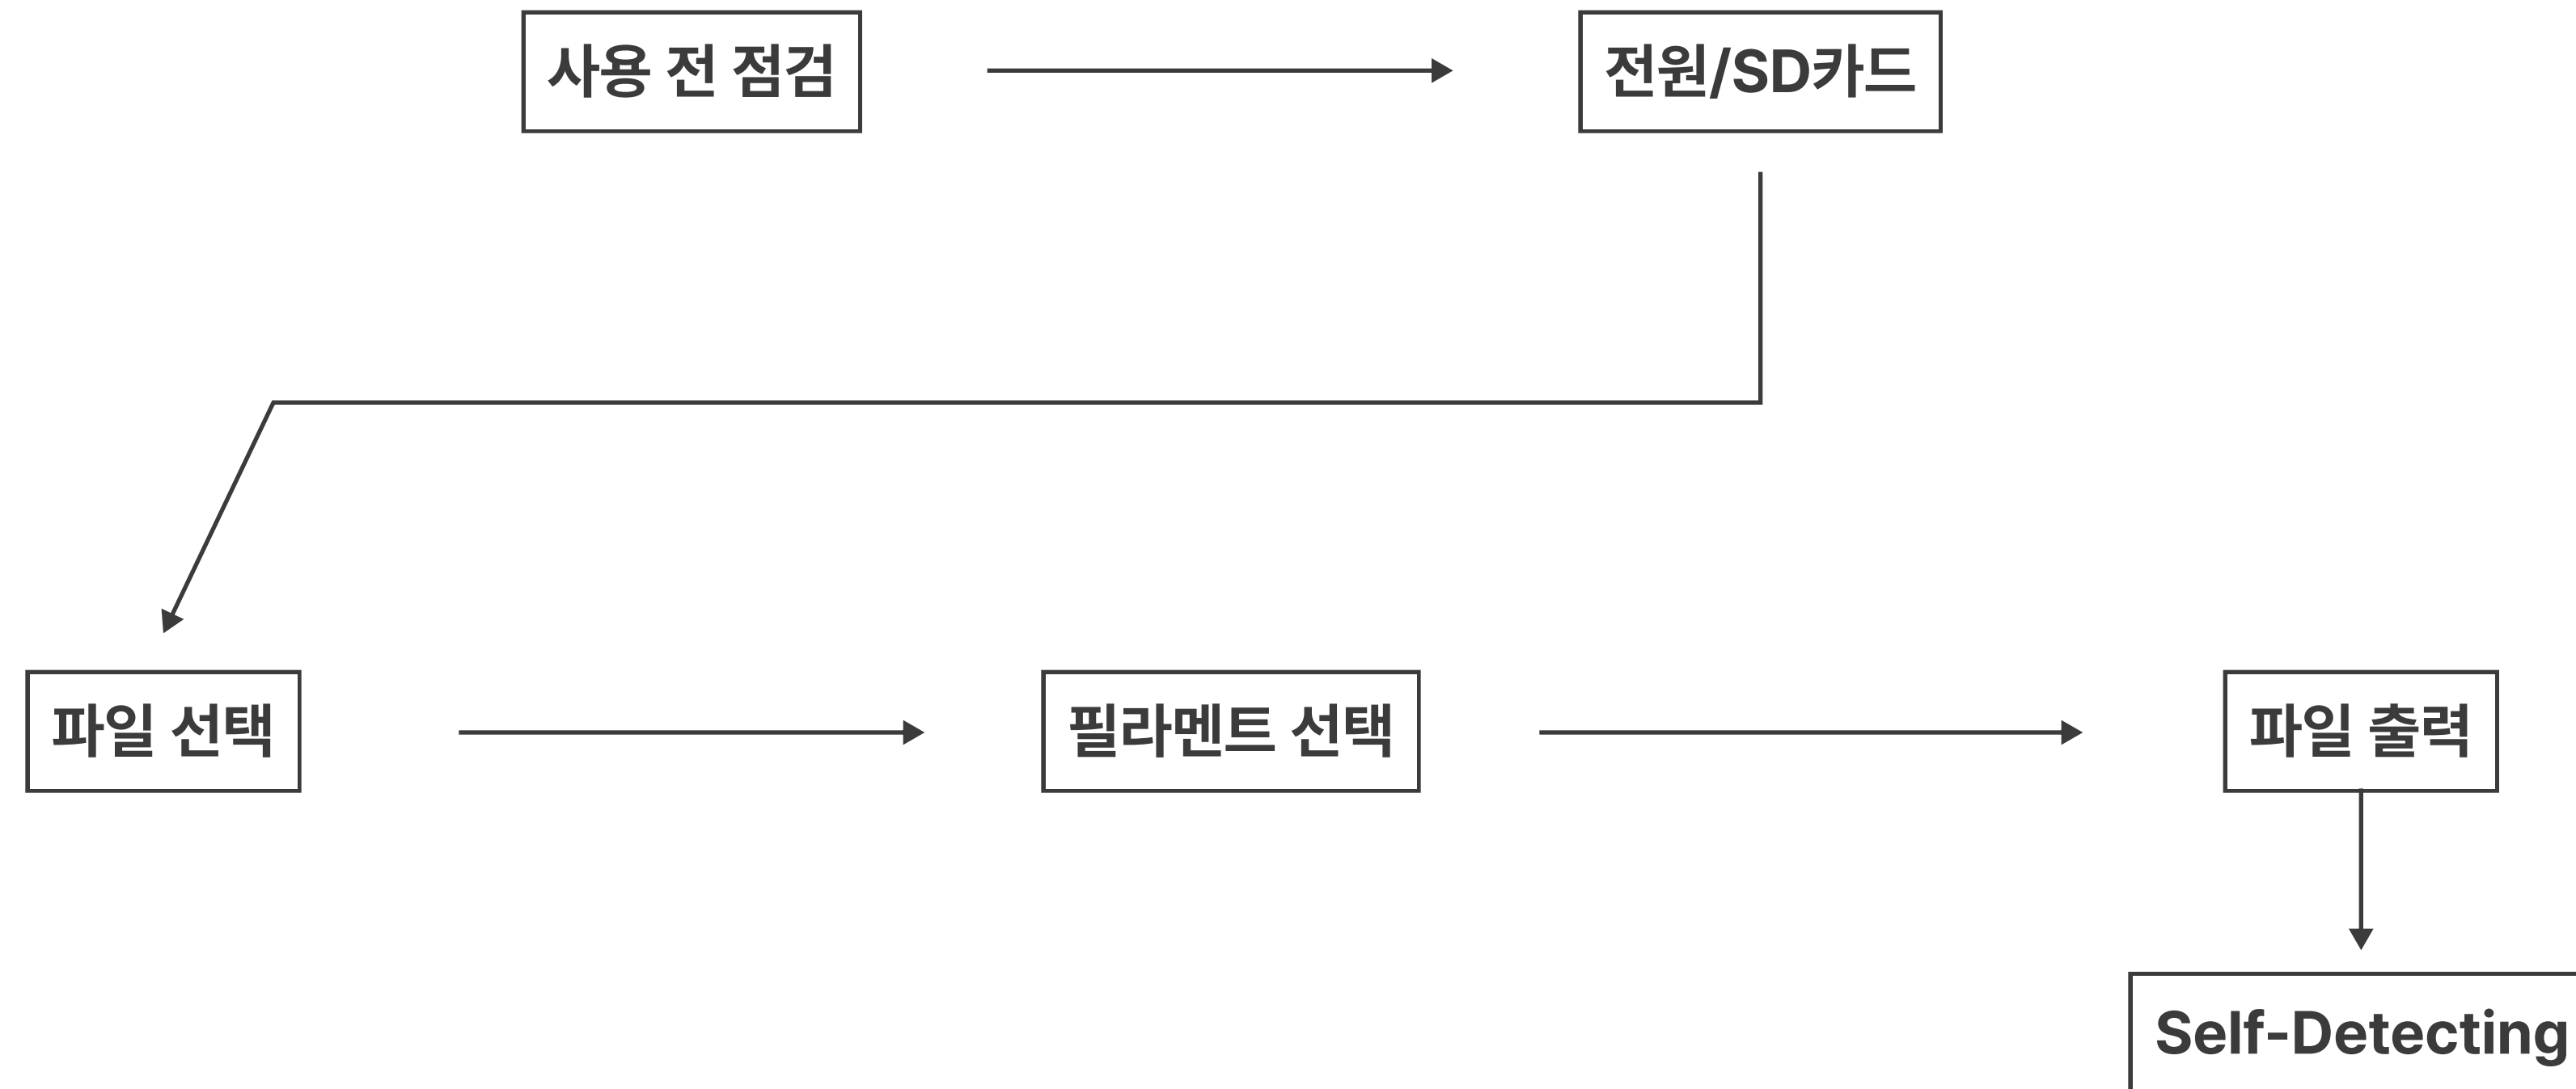 사용 전 점검
전원/SD카드
파일 선택
필라멘트 선택
파일 출력
Self-Detecting